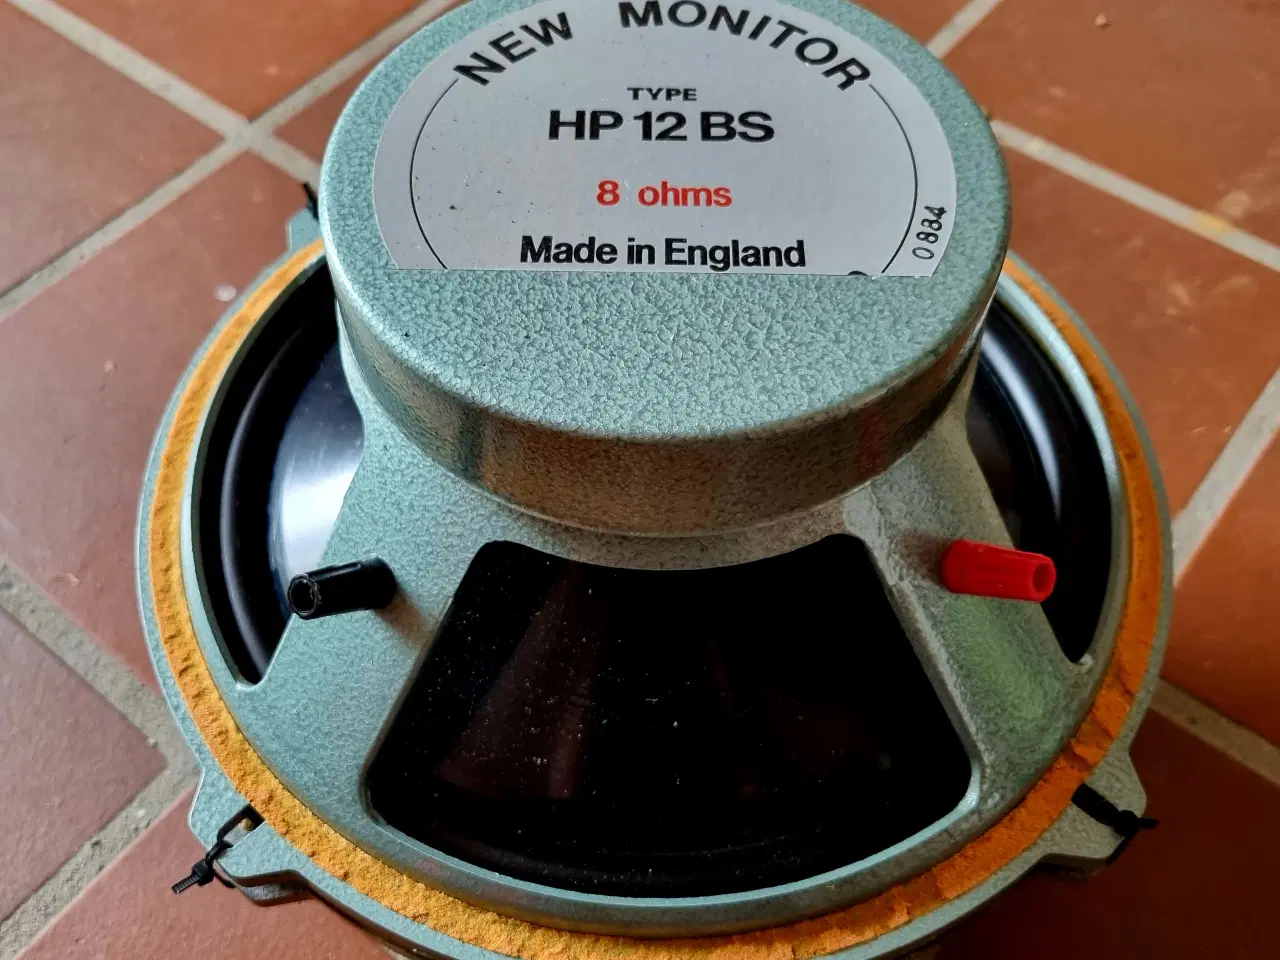 NEW MONITOR
TYPE
HP 12 BS
8 ohms
Made in England
0884